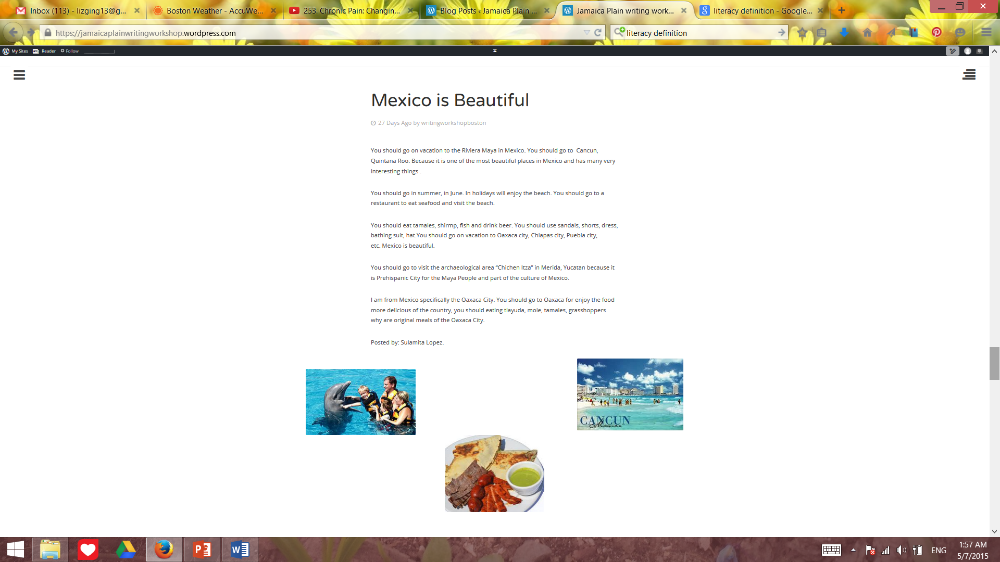 Inbox (113) - lizging13@g...
Boston Weather - AccuWe...
253. Chronic Pain: Changin...
Blog Posts ‹ Jamaica Plain ...
Jamaica Plain writing work...
literacy definition - Google...
https://jamaicaplainwritingworkshop.wordpress.com
literacy definition
My Sites Reader Follow
Mexico is Beautiful
27 Days Ago by writingworkshopboston
You should go on vacation to the Riviera Maya in Mexico. You should go to  Cancun,
Quintana Roo. Because it is one of the most beautiful places in Mexico and has many very
interesting things .
You should go in summer, in June. In holidays will enjoy the beach. You should go to a
restaurant to eat seafood and visit the beach.
You should eat tamales, shirmp, fish and drink beer. You should use sandals, shorts, dress,
bathing suit, hat.You should go on vacation to Oaxaca city, Chiapas city, Puebla city,
etc. Mexico is beautiful.
You should go to visit the archaeological area “Chichen Itza” in Merida, Yucatan because it
is Prehispanic City for the Maya People and part of the culture of Mexico.
I am from Mexico specifically the Oaxaca City. You should go to Oaxaca for enjoy the food
more delicious of the country, you should eating tlayuda, mole, tamales, grasshoppers
why are original meals of the Oaxaca City.
Posted by: Sulamita Lopez.
CANCUN
Mexico
ENG
1:57 AM
5/7/2015